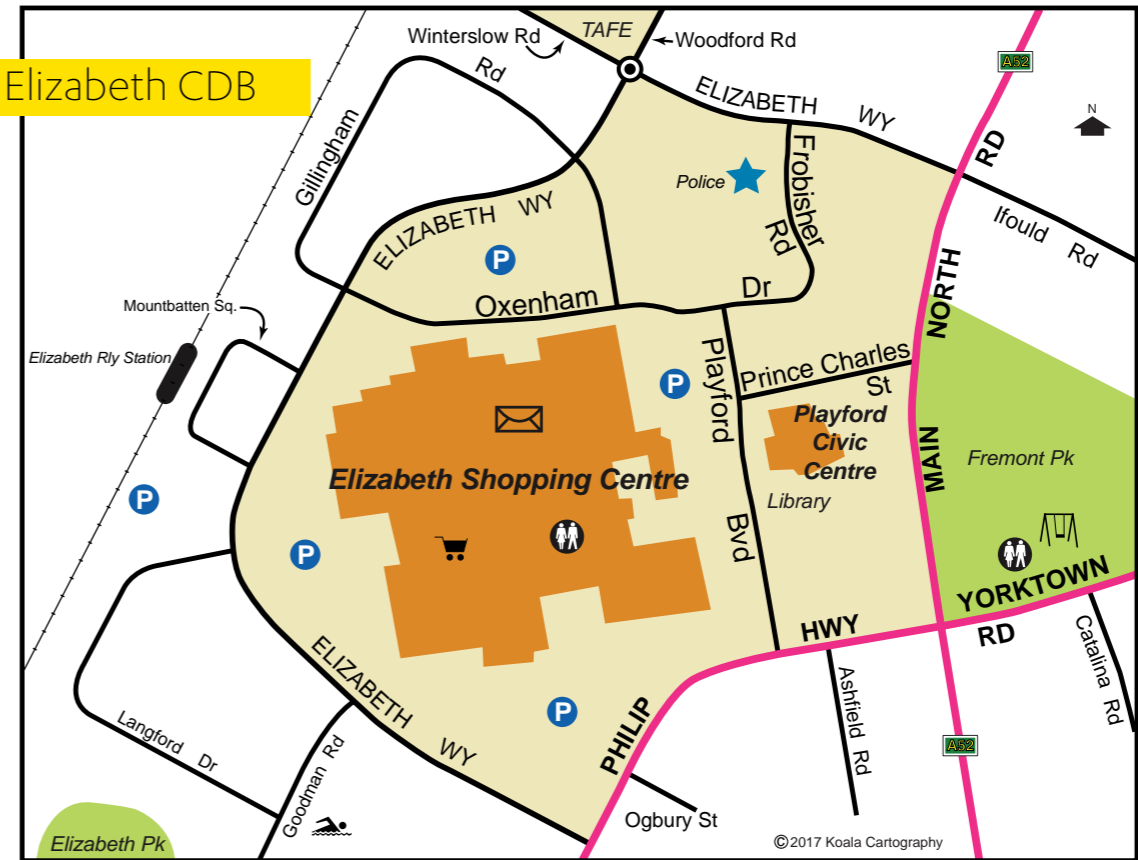 Elizabeth CDB
TAFE
Winterslow Rd
Woodford Rd
A52
Rd
ELIZABETH WY
N
Gillingham
Police
Frobisher
Rd
RD
Ifould Rd
ELIZABETH WY
P
Mountbatten Sq.
Oxenham
Dr
NORTH
Elizabeth Rly Station
Playford
Prince Charles
St
P
Playford
Civic
Centre
MAIN
Fremont Pk
Elizabeth Shopping Centre
Library
P
Bvd
P
YORKTOWN
HWY
RD
ELIZABETH
WY
Catalina Rd
Ashfield Rd
P
PHILIP
Langford
Dr
Goodman Rd
A52
Ogbury St
Elizabeth Pk
©2017 Koala Cartography